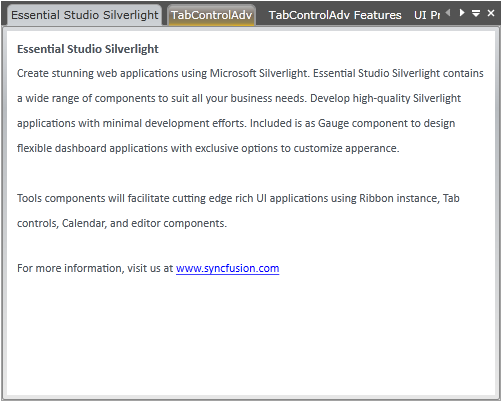 Essential Studio Silverlight TabControlAdv TabControlAdv Features UI Pr
Essential Studio Silverlight
Create stunning web applications using Microsoft Silverlight. Essential Studio Silverlight contains
a wide range of components to suit all your business needs. Develop high-quality Silverlight
applications with minimal development efforts. Included is as Gauge component to design
flexible dashboard applications with exclusive options to customize apperance.
Tools components will facilitate cutting edge rich UI applications using Ribbon instance, Tab
controls, Calendar, and editor components.
For more information, visit us at www.syncfusion.com